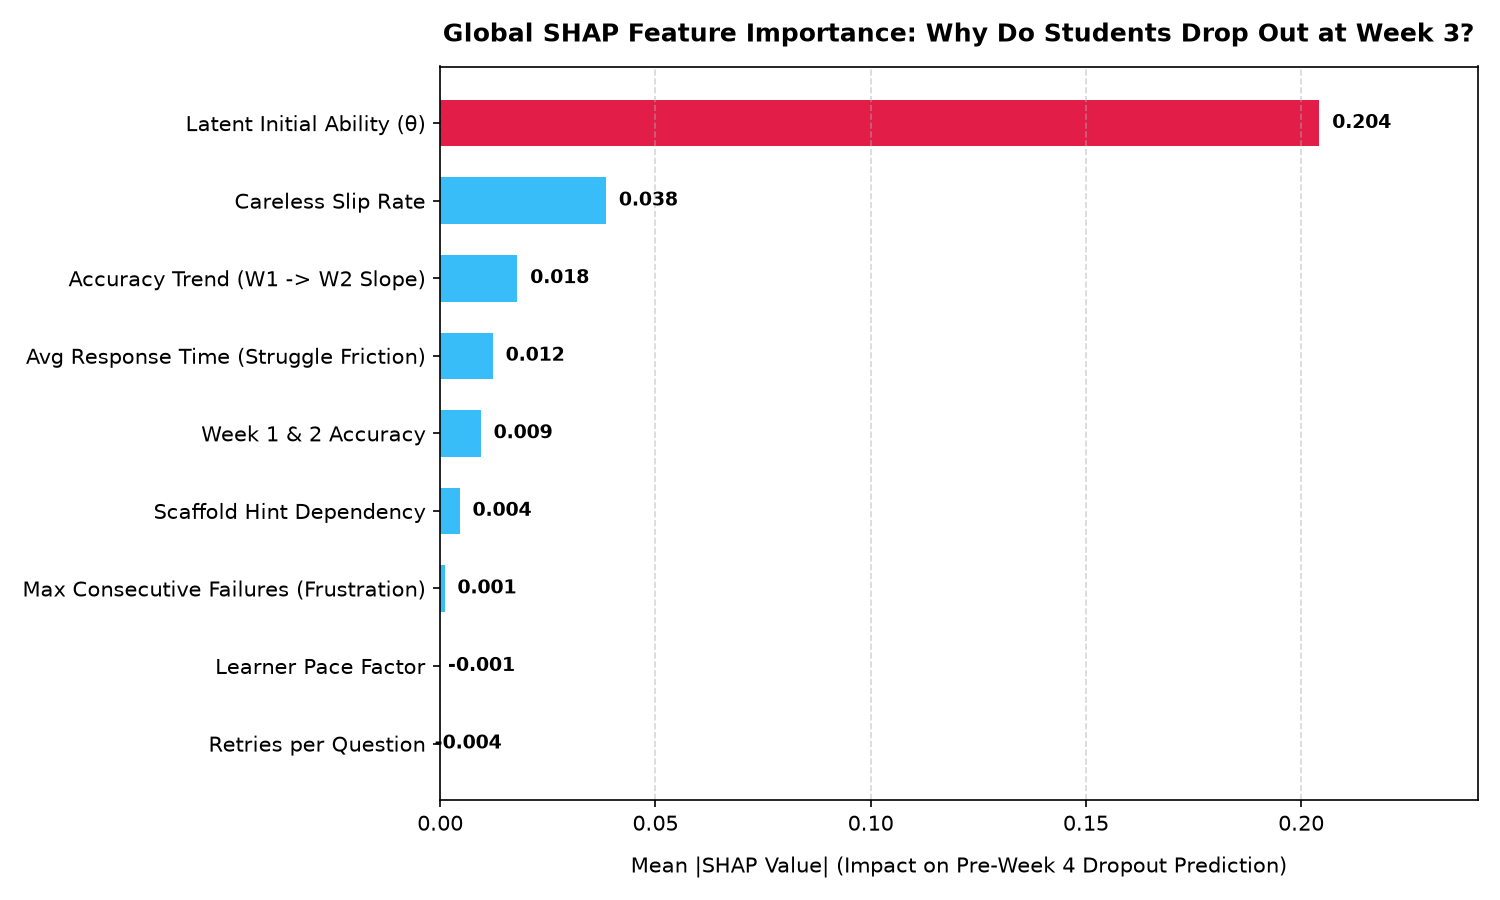 Global SHAP Feature Importance: Why Do Students Drop Out at Week 3?
Latent Initial Ability (θ)
0.204
Careless Slip Rate
0.038
Accuracy Trend (W1 -> W2 Slope)
0.018
Avg Response Time (Struggle Friction)
0.012
Week 1 & 2 Accuracy
0.009
Scaffold Hint Dependency
0.004
Max Consecutive Failures (Frustration)
0.001
Learner Pace Factor
-0.001
Retries per Question
-0.004
0.00 0.05 0.10 0.15 0.20
Mean |SHAP Value| (Impact on Pre-Week 4 Dropout Prediction)